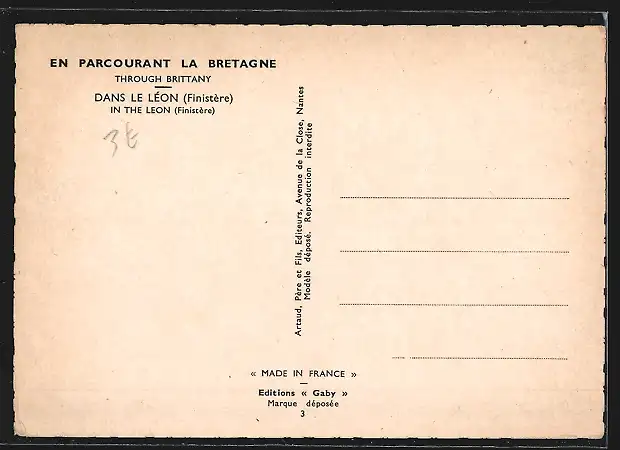 EN PARCOURANT LA BRETAGNE
THROUGH BRITTANY
DANS LE LÉON (Finistère)
IN THE LEON (Finistère)
3€
Artaud, Père et Fils, Editeurs, Avenue de la Close, Nantes
Modèle déposé. Reproduction interdite
« MADE IN FRANCE »
Editions « Gaby »
Marque déposée
3